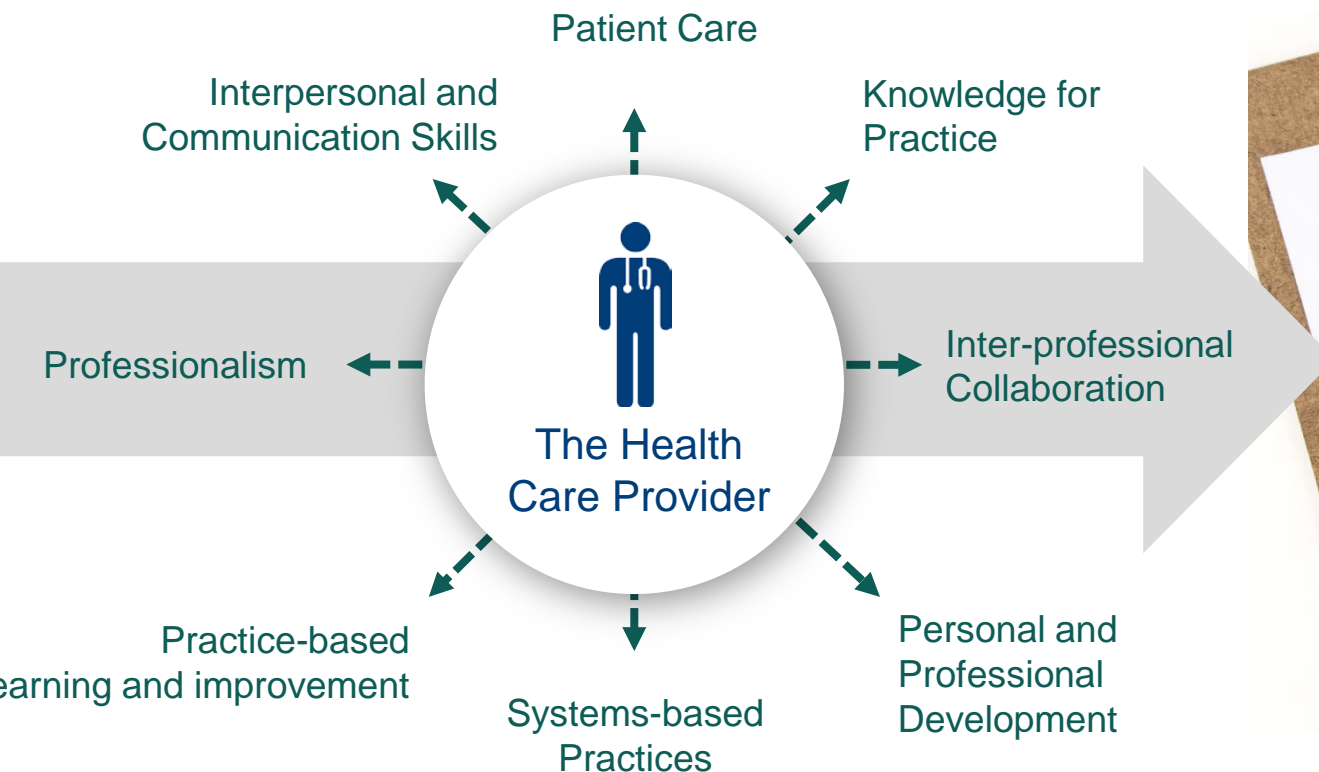 Patient Care
Interpersonal and
Communication Skills
Knowledge for
Practice
Professionalism
Inter-professional
Collaboration
The Health
Care Provider
Practice-based
earning and improvement
Systems-based
Practices
Personal and
Professional
Development